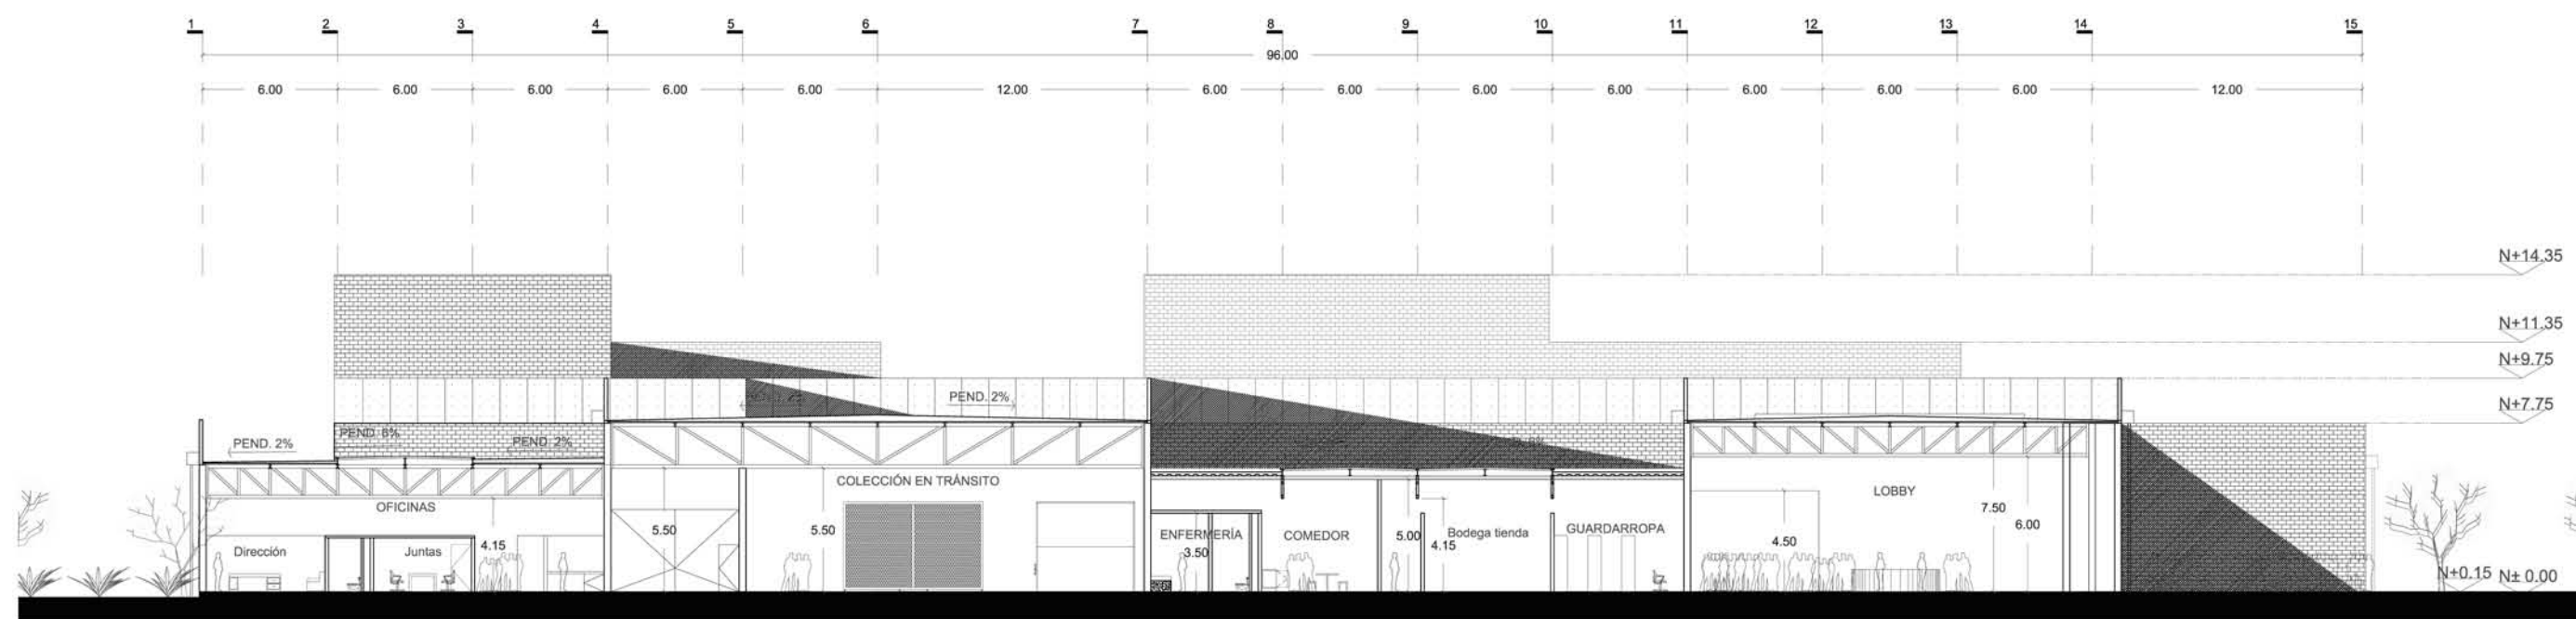 1 2 3 4 5 6 7 8 9 10 11 12 13 14 15
96.00
6.00 6.00 6.00 6.00 6.00 12.00 6.00 6.00 6.00 6.00 6.00 6.00 6.00 12.00
N+14.35
N+11.35
N+9.75
PEND. 2%
N+7.75
PEND. 2% PEND. 6% PEND. 2%
COLECCIÓN EN TRÁNSITO
LOBBY
OFICINAS
7.50
6.00
5.50 5.50
ENFERMERÍA COMEDOR 5.00 Bodega tienda GUARDARROPA
4.50
4.15 4.15
Dirección Juntas 3.50
N+0.15 N± 0.00